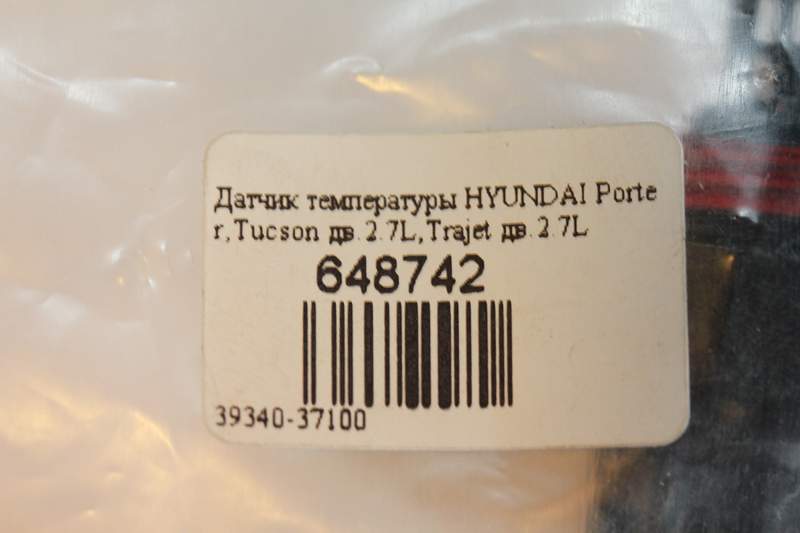 Датчик температуры HYUNDAI Porte
r,Tucson дв.2.7L,Trajet дв.2.7L
648742
39340-37100